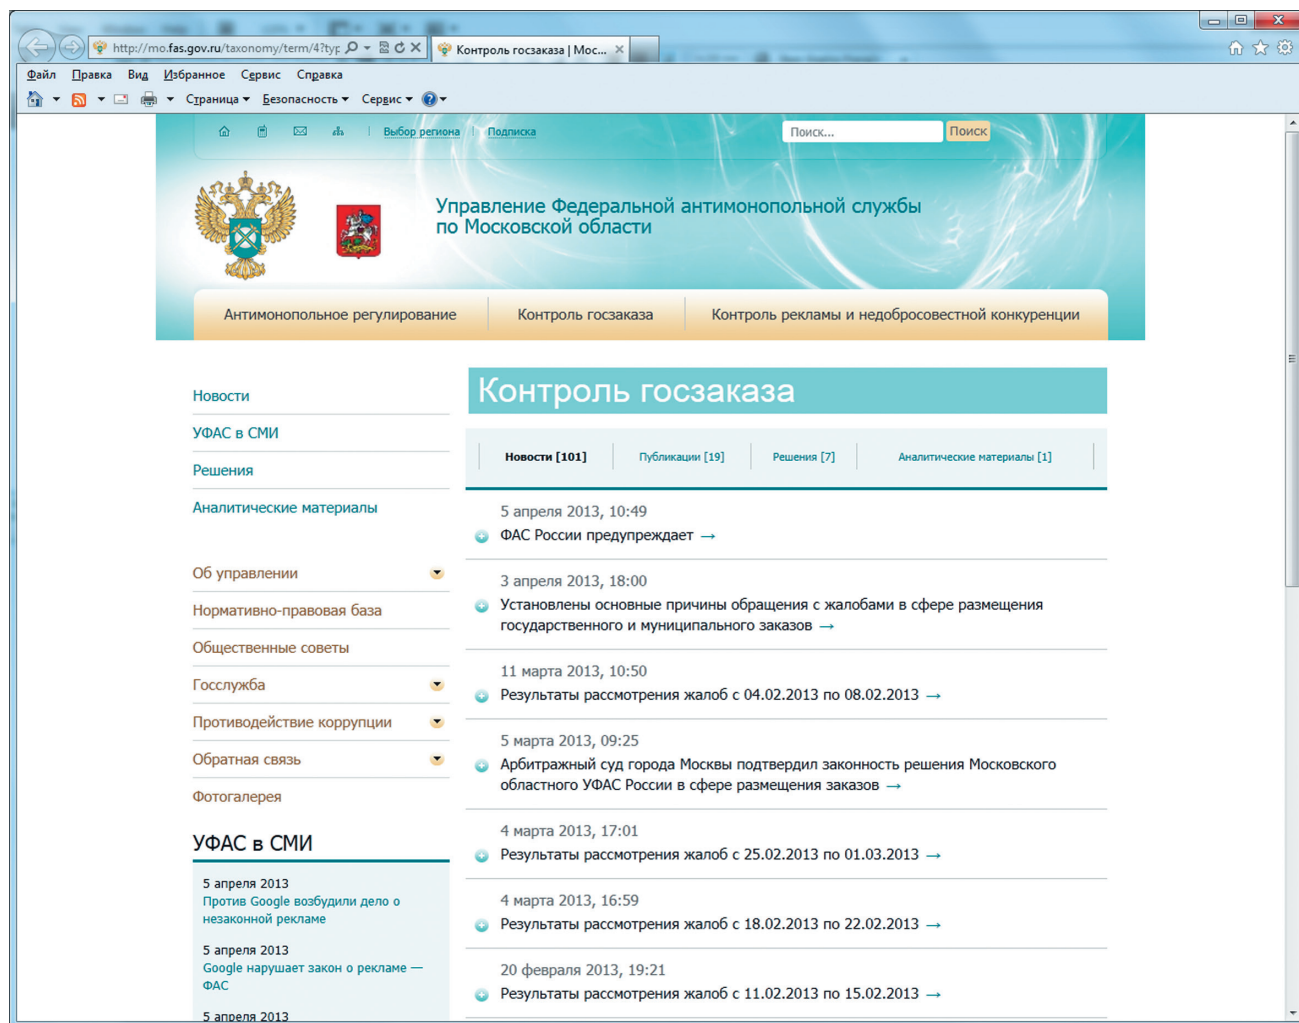 http://mo.fas.gov.ru/taxonomy/term/4?typ
Контроль госзаказа | Мос...
Файл Правка Вид Избранное Сервис Справка
Страница Безопасность Сервис
Выбор региона | Подписка
Поиск... Поиск
Управление Федеральной антимонопольной службы
по Московской области
Антимонопольное регулирование Контроль госзаказа Контроль рекламы и недобросовестной конкуренции
Новости
УФАС в СМИ
Решения
Аналитические материалы
Об управлении
Нормативно-правовая база
Общественные советы
Госслужба
Противодействие коррупции
Обратная связь
Фотогалерея
УФАС в СМИ
5 апреля 2013
Против Google возбудили дело о
незаконной рекламе
5 апреля 2013
Google нарушает закон о рекламе —
ФАС
5 апреля 2013
Контроль госзаказа
Новости [101] Публикации [19] Решения [7] Аналитические материалы [1]
5 апреля 2013, 10:49
ФАС России предупреждает →
3 апреля 2013, 18:00
Установлены основные причины обращения с жалобами в сфере размещения
государственного и муниципального заказов →
11 марта 2013, 10:50
Результаты рассмотрения жалоб с 04.02.2013 по 08.02.2013 →
5 марта 2013, 09:25
Арбитражный суд города Москвы подтвердил законность решения Московского
областного УФАС России в сфере размещения заказов →
4 марта 2013, 17:01
Результаты рассмотрения жалоб с 25.02.2013 по 01.03.2013 →
4 марта 2013, 16:59
Результаты рассмотрения жалоб с 18.02.2013 по 22.02.2013 →
20 февраля 2013, 19:21
Результаты рассмотрения жалоб с 11.02.2013 по 15.02.2013 →